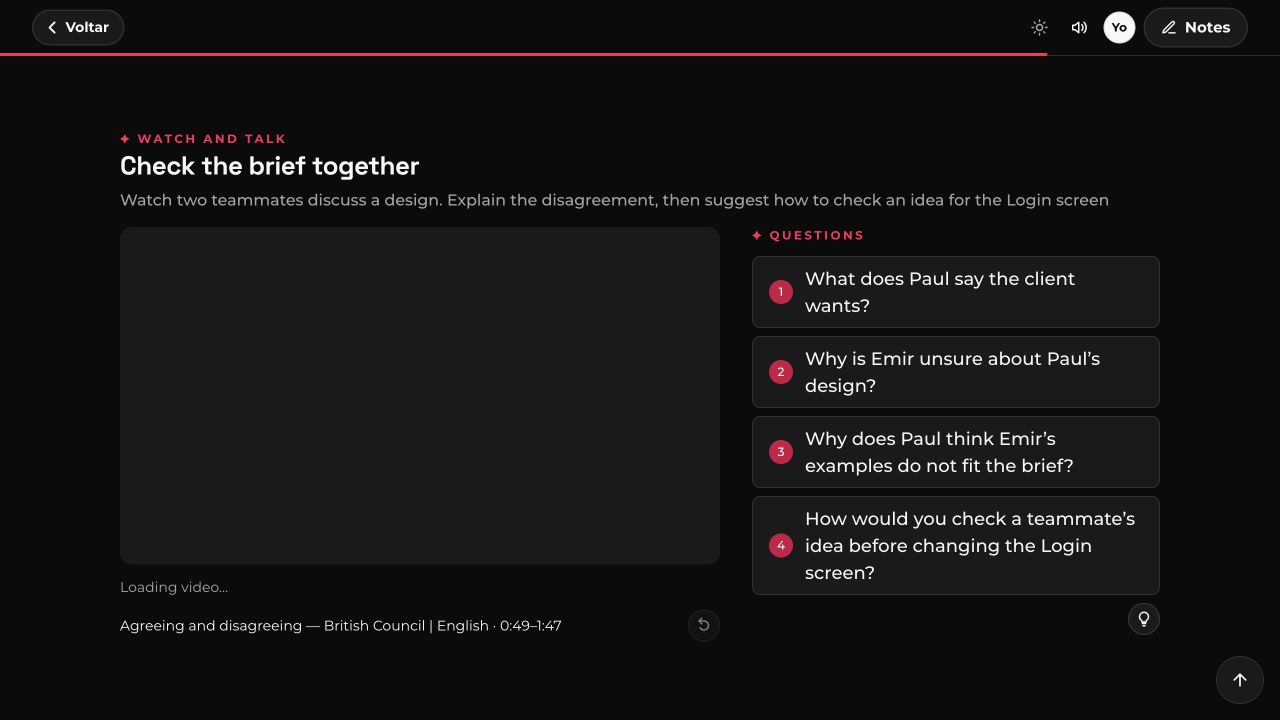 Voltar
Yo
Notes
WATCH AND TALK
Check the brief together
Watch two teammates discuss a design. Explain the disagreement, then suggest how to check an idea for the Login screen
QUESTIONS
1
What does Paul say the client
wants?
2
Why is Emir unsure about Paul’s
design?
3
Why does Paul think Emir’s
examples do not fit the brief?
4
How would you check a teammate’s
idea before changing the Login
screen?
Loading video...
Agreeing and disagreeing — British Council | English · 0:49–1:47